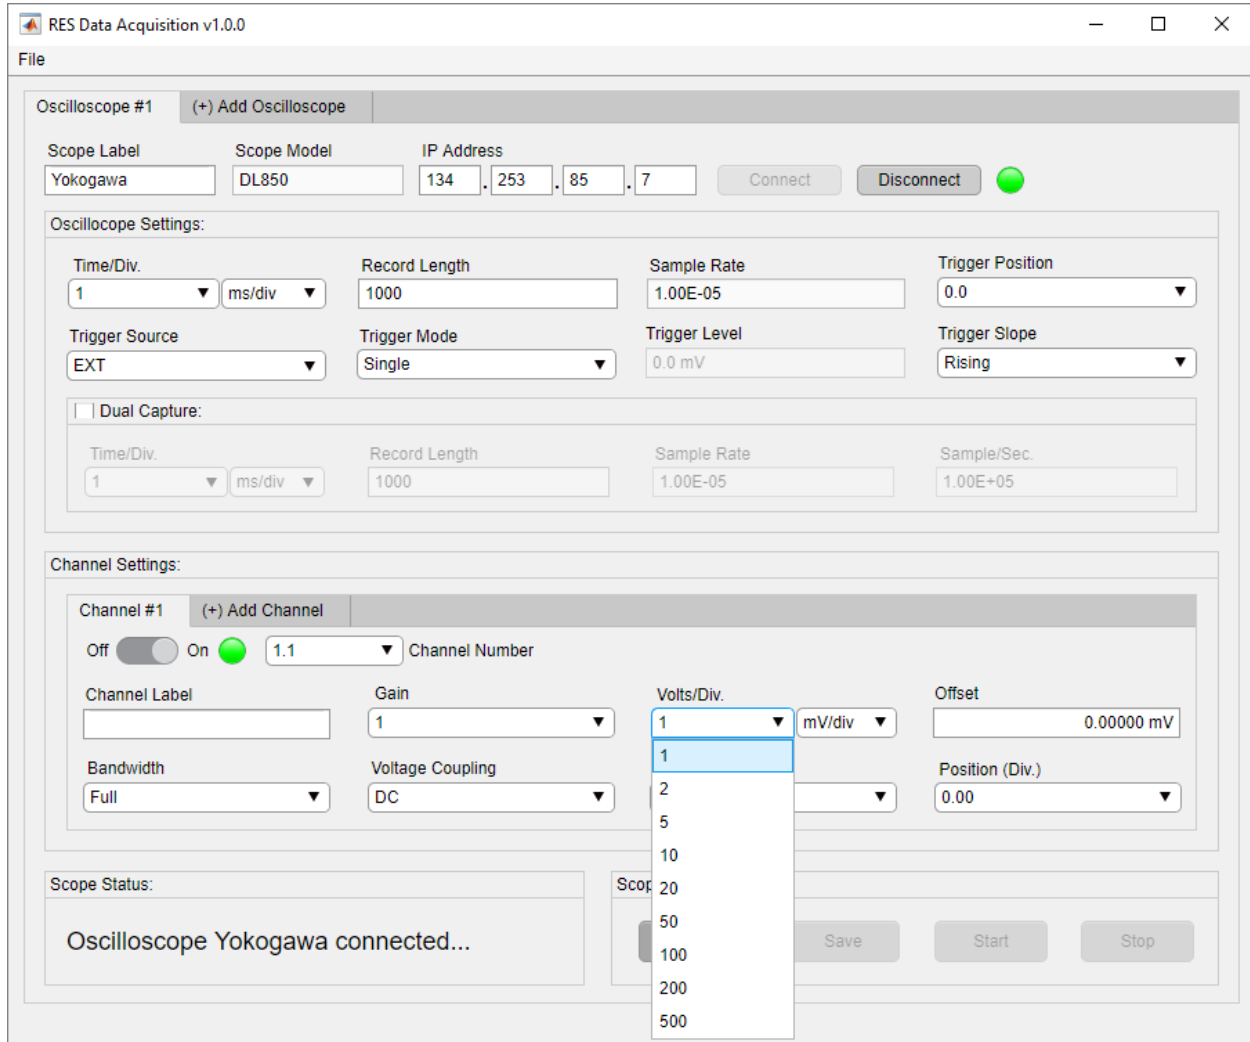 RES Data Acquisition v1.0.0
File
Oscilloscope #1 (+) Add Oscilloscope
Scope Label Scope Model IP Address
Yokogawa DL850 134 . 253 . 85 . 7 Connect Disconnect
Oscillocope Settings:
Time/Div. Record Length Sample Rate Trigger Position
1 ms/div 1000 1.00E-05 0.0
Trigger Source Trigger Mode Trigger Level Trigger Slope
EXT Single 0.0 mV Rising
Dual Capture:
Time/Div. Record Length Sample Rate Sample/Sec.
1 ms/div 1000 1.00E-05 1.00E+05
Channel Settings:
Channel #1 (+) Add Channel
Off On 1.1 Channel Number
Channel Label Gain Volts/Div. Offset
1 1 mV/div 0.00000 mV
1
Bandwidth Voltage Coupling Position (Div.)
Full DC 2 0.00
5
10
Scope Status: 20
50
Oscilloscope Yokogawa connected... Save Start Stop
100
200
500